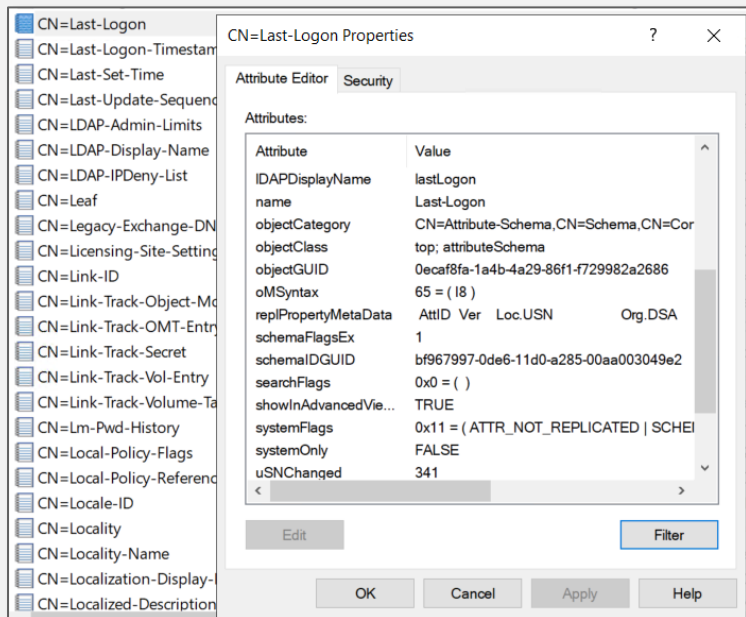 CN=Last-Logon
CN=Last-Logon-Timestam
CN=Last-Set-Time
CN=Last-Update-Sequenc
CN=LDAP-Admin-Limits
CN=LDAP-Display-Name
CN=LDAP-IPDeny-List
CN=Leaf
CN=Legacy-Exchange-DN
CN=Licensing-Site-Setting
CN=Link-ID
CN=Link-Track-Object-Mo
CN=Link-Track-OMT-Entry
CN=Link-Track-Secret
CN=Link-Track-Vol-Entry
CN=Link-Track-Volume-Ta
CN=Lm-Pwd-History
CN=Local-Policy-Flags
CN=Local-Policy-Referenc
CN=Locale-ID
CN=Locality
CN=Locality-Name
CN=Localization-Display-I
CN=Localized-Description
CN=Last-Logon Properties ?
Attribute Editor Security
Attributes:
Attribute Value
lDAPDisplayName lastLogon
name Last-Logon
objectCategory CN=Attribute-Schema,CN=Schema,CN=Cor
objectClass top; attributeSchema
objectGUID 0ecaf8fa-1a4b-4a29-86f1-f729982a2686
oMSyntax 65 = ( I8 )
replPropertyMetaData AttID Ver Loc.USN Org.DSA
schemaFlagsEx 1
schemaIDGUID bf967997-0de6-11d0-a285-00aa003049e2
searchFlags 0x0 = ( )
showInAdvancedVie... TRUE
systemFlags 0x11 = ( ATTR_NOT_REPLICATED | SCHEI
systemOnly FALSE
uSNChanged 341
Edit Filter
OK Cancel Apply Help